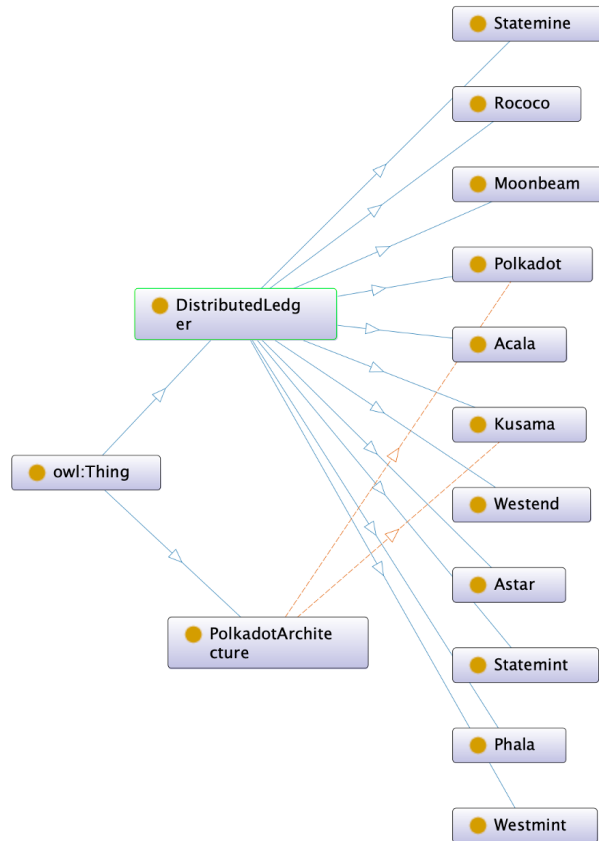 Statemine
Rococo
Moonbeam
Polkadot
DistributedLedg
er
Acala
Kusama
owl:Thing
Westend
Astar
PolkadotArchite
cture
Statemint
Phala
Westmint